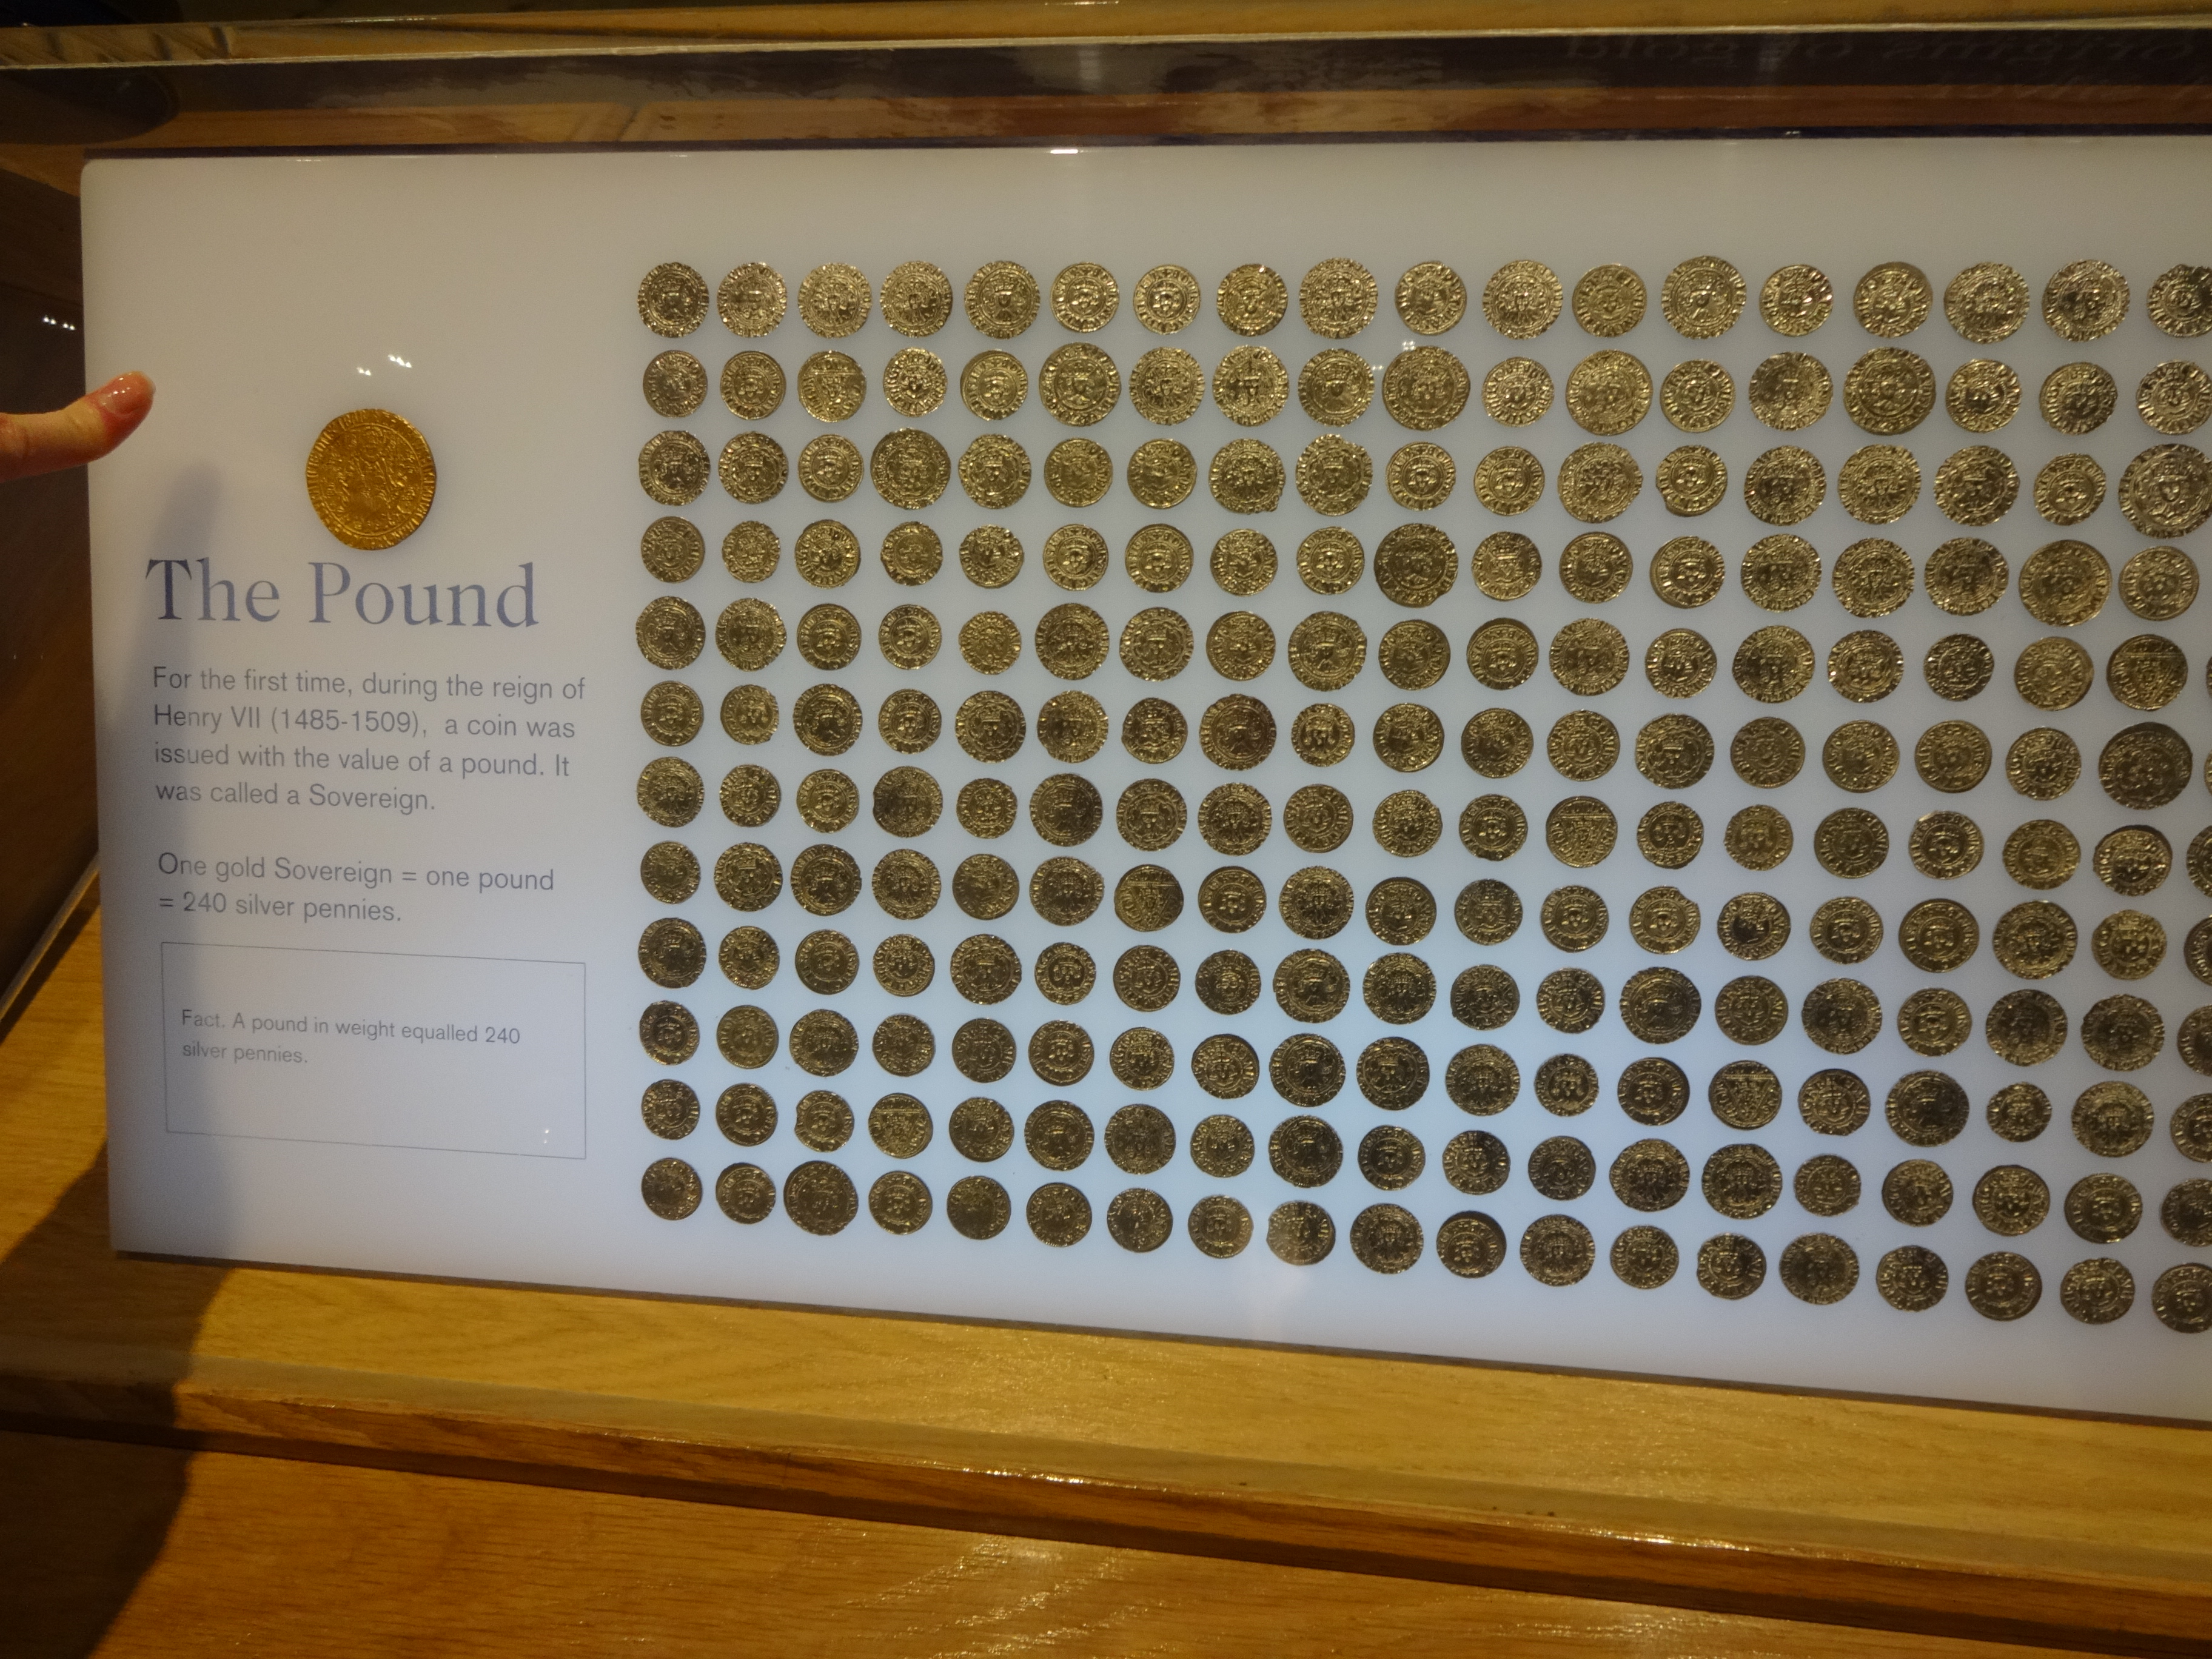 The Pound
For the first time, during the reign of
Henry VII (1485-1509), a coin was
issued with the value of a pound. It
was called a Sovereign.
One gold Sovereign = one pound
= 240 silver pennies.
Fact. A pound in weight equalled 240
silver pennies.